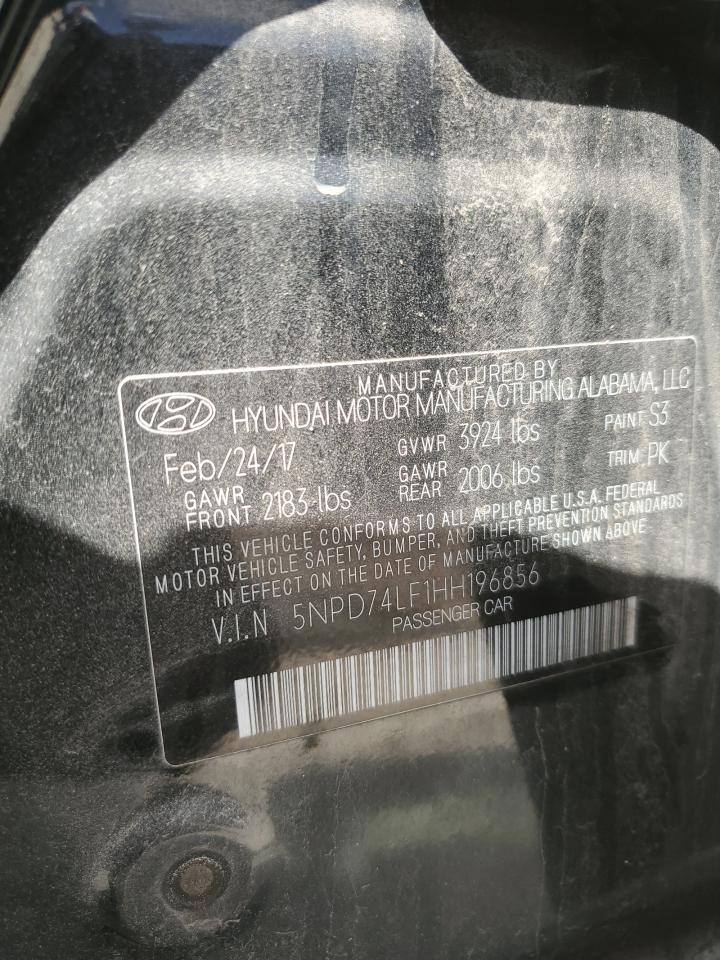 MANUFACTURED BY
HYUNDAI MOTOR MANUFACTURING ALABAMA, LLC
Feb/24/17 GVWR 3924 lbs PAINT S3
GAWR FRONT 2183 lbs GAWR REAR 2006 lbs TRIM PK
THIS VEHICLE CONFORMS TO ALL APPLICABLE U.S.A. FEDERAL
MOTOR VEHICLE SAFETY, BUMPER, AND THEFT PREVENTION STANDARDS
IN EFFECT ON THE DATE OF MANUFACTURE SHOWN ABOVE
V.I.N 5NPD74LF1HH196856
PASSENGER CAR